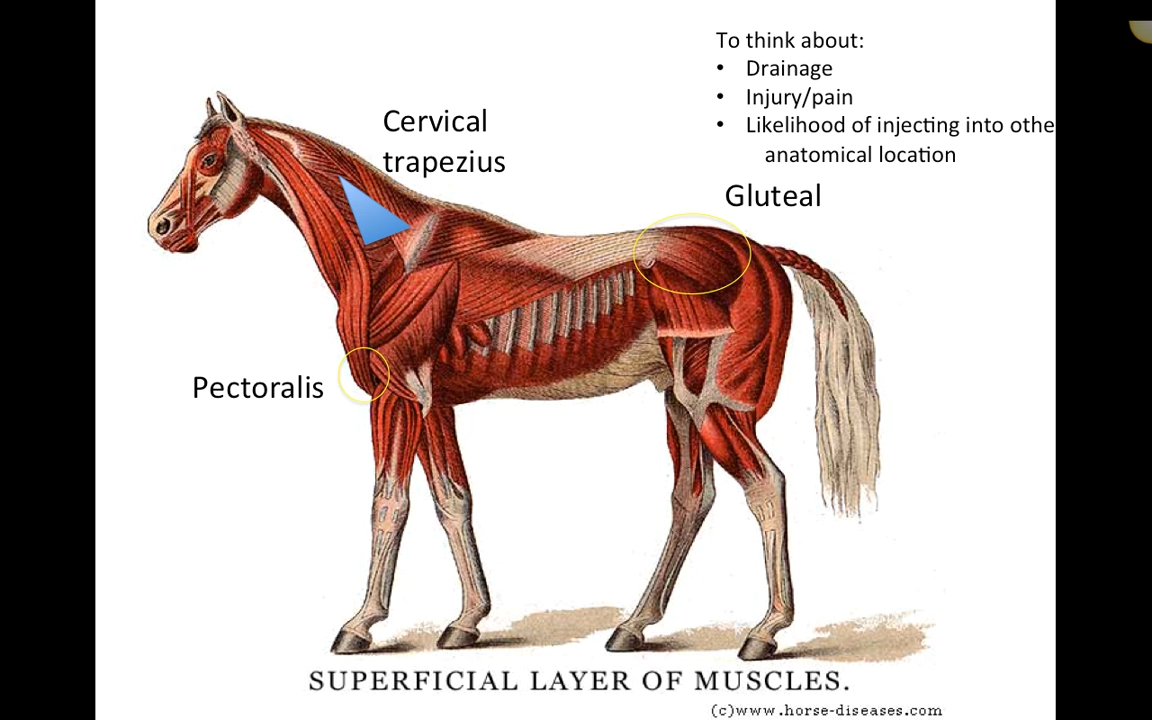 To think about:
• Drainage
• Injury/pain
• Likelihood of injecting into othe
anatomical location
Cervical
trapezius
Gluteal
Pectoralis
SUPERFICIAL LAYER OF MUSCLES.
(c)www.horse-diseases.com